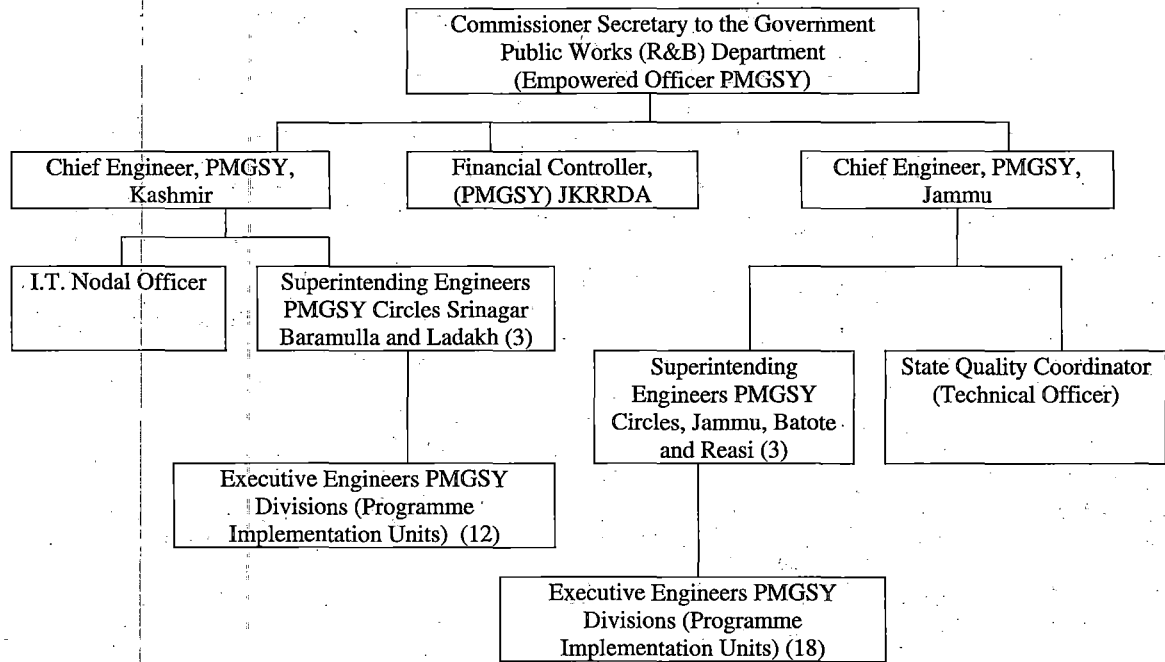 Commissioner Secretary to the Government
Public Works (R&B) Department
(Empowered Officer PMGSY)
Chief Engineer, PMGSY,
Kashmir
Financial Controller,
(PMGSY) JKRRDA
Chief Engineer, PMGSY,
Jammu
I.T. Nodal Officer
Superintending Engineers
PMGSY Circles Srinagar
Baramulla and Ladakh (3)
Superintending
Engineers PMGSY
Circles, Jammu, Batote
and Reasi (3)
State Quality Coordinator
(Technical Officer)
Executive Engineers PMGSY
Divisions (Programme
Implementation Units) (12)
Executive Engineers PMGSY
Divisions (Programme
Implementation Units) (18)